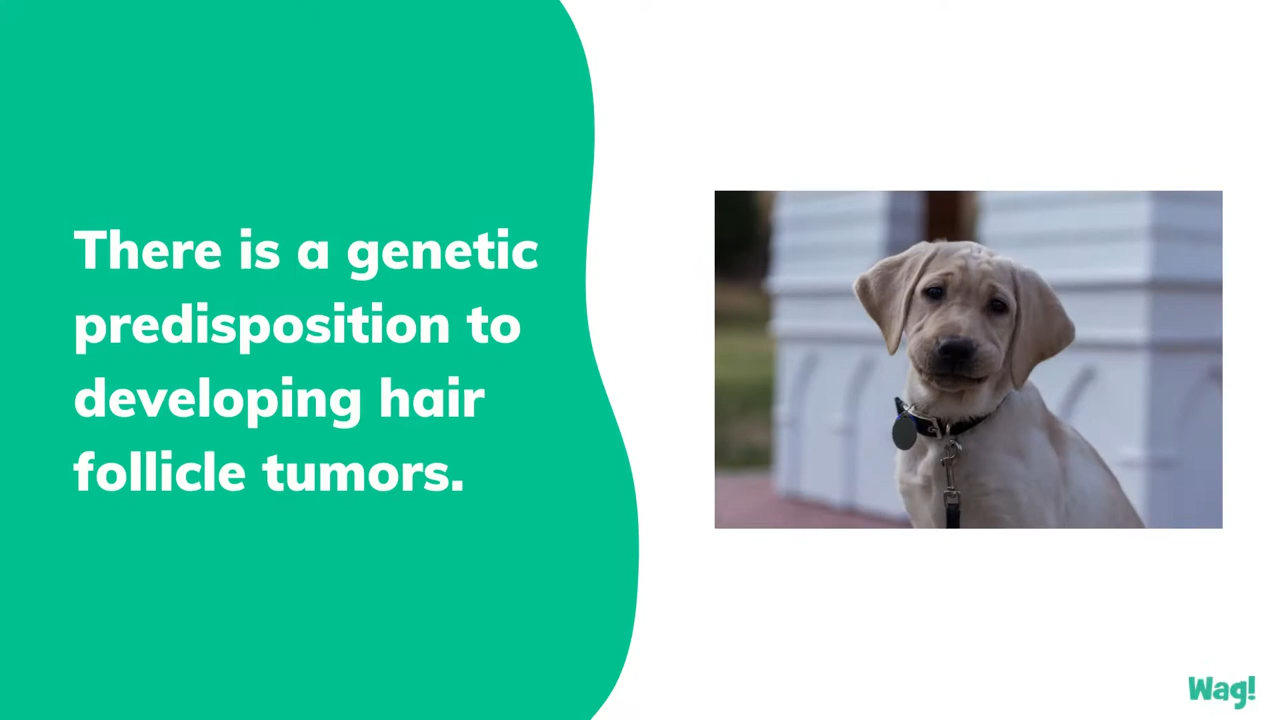 There is a genetic
predisposition to
developing hair
follicle tumors.
Wag!